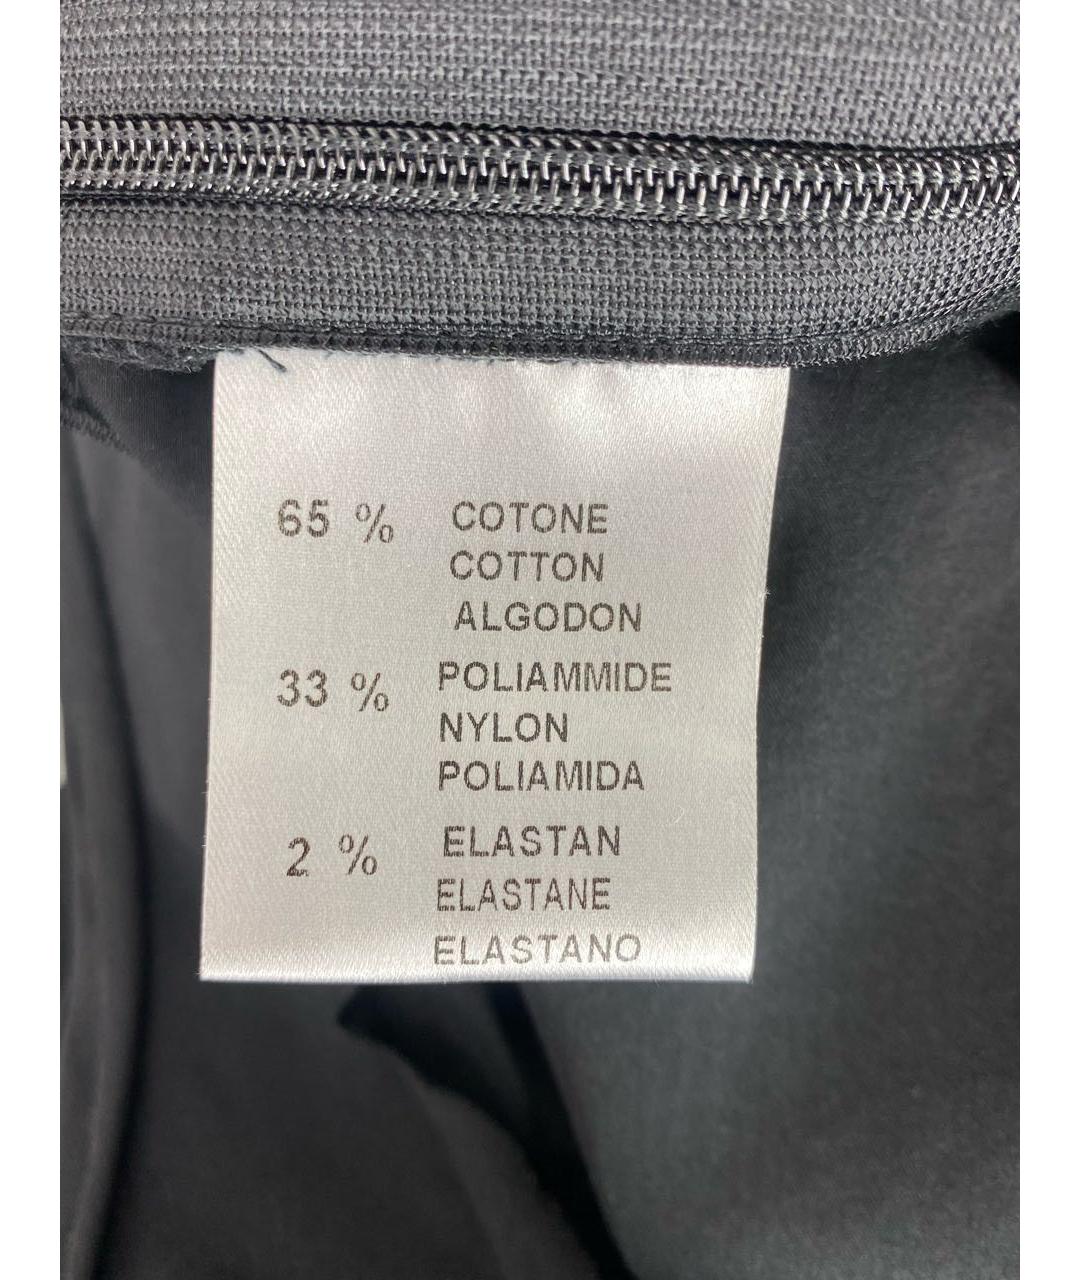 65 % COTONE
COTTON
ALGODON
33 % POLIAMMIDE
NYLON
POLIAMIDA
2 % ELASTAN
ELASTANE
ELASTANO